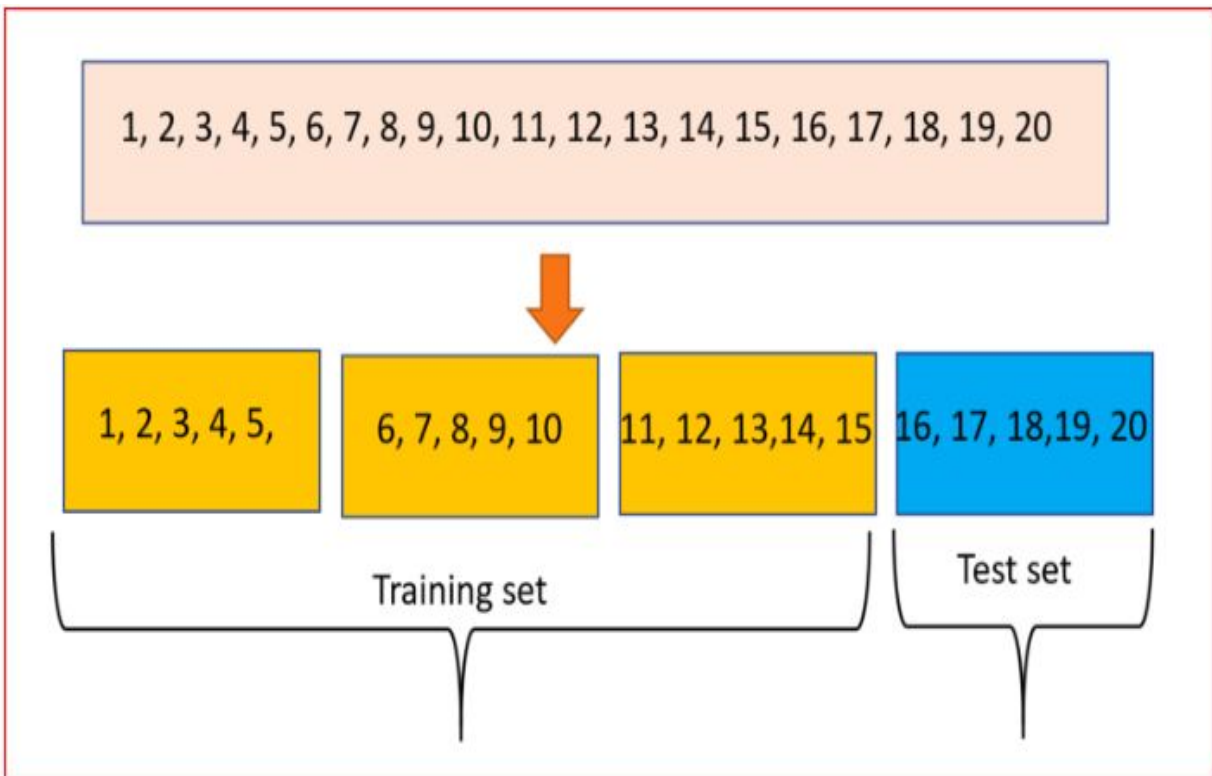 1, 2, 3, 4, 5, 6, 7, 8, 9, 10, 11, 12, 13, 14, 15, 16, 17, 18, 19, 20
1, 2, 3, 4, 5,
6, 7, 8, 9, 10
11, 12, 13,14, 15
16, 17, 18,19, 20
Training set
Test set